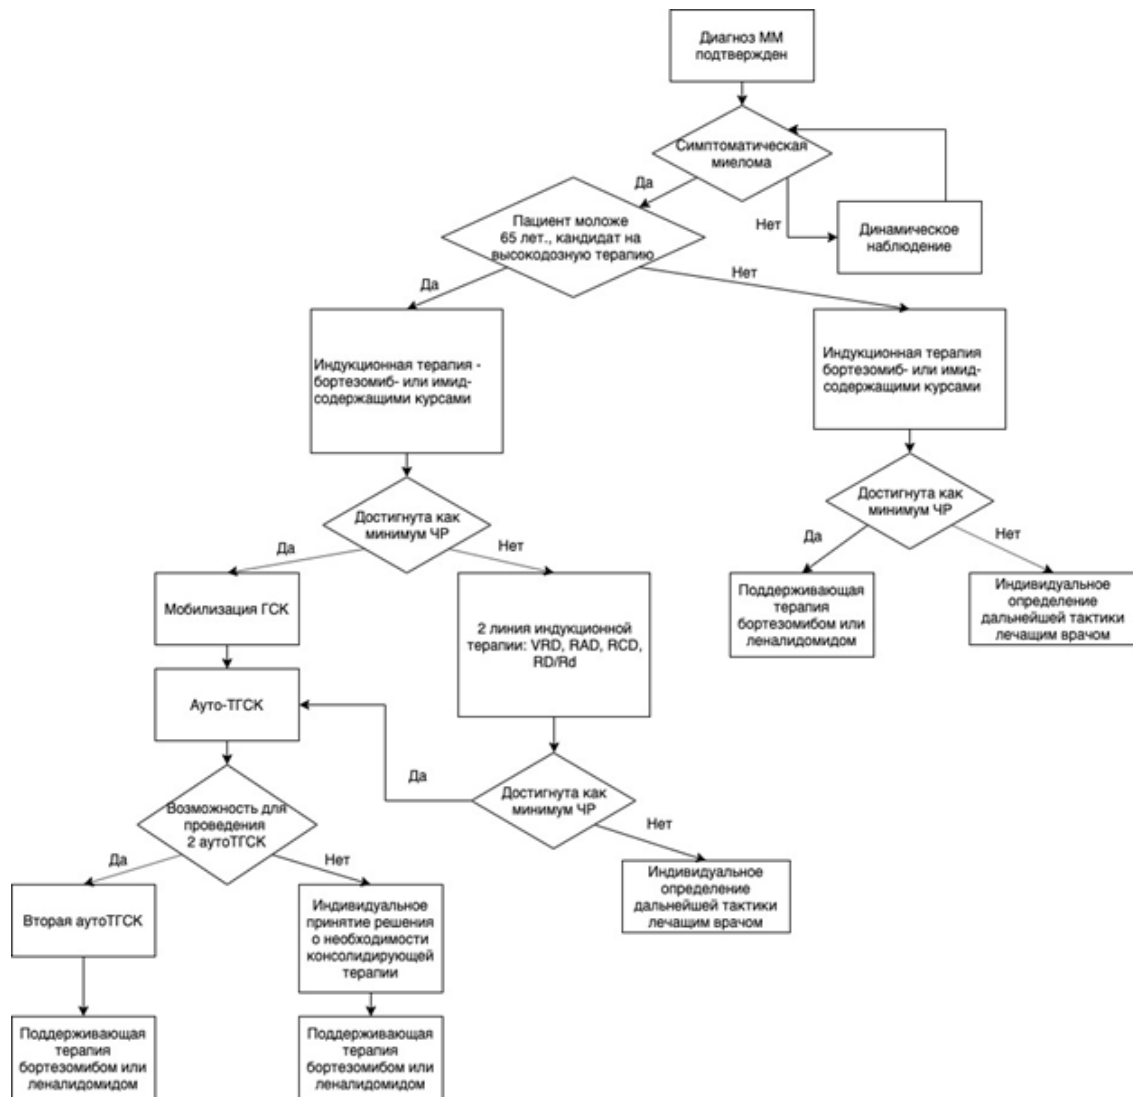 Диагноз ММ
подтвержден
Симптоматическая
миелома
Да
Нет
Динамическое
наблюдение
Пациент моложе
65 лет., кандидат на
высокодозную терапию
Да
Нет
Индукционная терапия -
бортезомиб- или имид-
содержащими курсами
Индукционная терапия
бортезомиб- или имид-
содержащими курсами
Достигнута как
минимум ЧР
Да
Нет
Достигнута как
минимум ЧР
Да
Нет
Мобилизация ГСК
2 линия индукционной
терапии: VRD, RAD, RCD,
RD/Rd
Поддерживающая
терапия
бортезомибом или
леналидомидом
Индивидуальное
определение
дальнейшей тактики
лечащим врачом
Ауто-ТГСК
Да
Достигнута как
минимум ЧР
Нет
Возможность для
проведения
2 аутоТГСК
Да
Нет
Индивидуальное
определение
дальнейшей тактики
лечащим врачом
Вторая аутоТГСК
Индивидуальное
принятие решения
о необходимости
консолидирующей
терапии
Поддерживающая
терапия
бортезомибом или
леналидомидом
Поддерживающая
терапия
бортезомибом или
леналидомидом